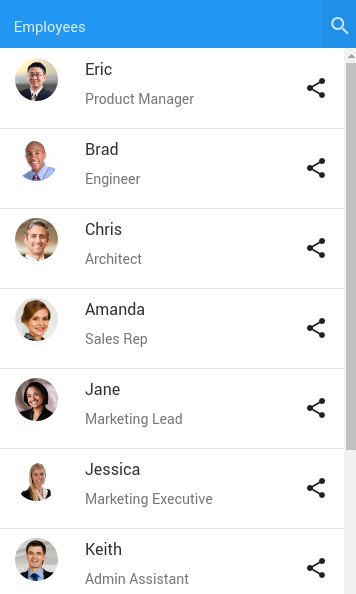 Employees
Eric
Product Manager
Brad
Engineer
Chris
Architect
Amanda
Sales Rep
Jane
Marketing Lead
Jessica
Marketing Executive
Keith
Admin Assistant